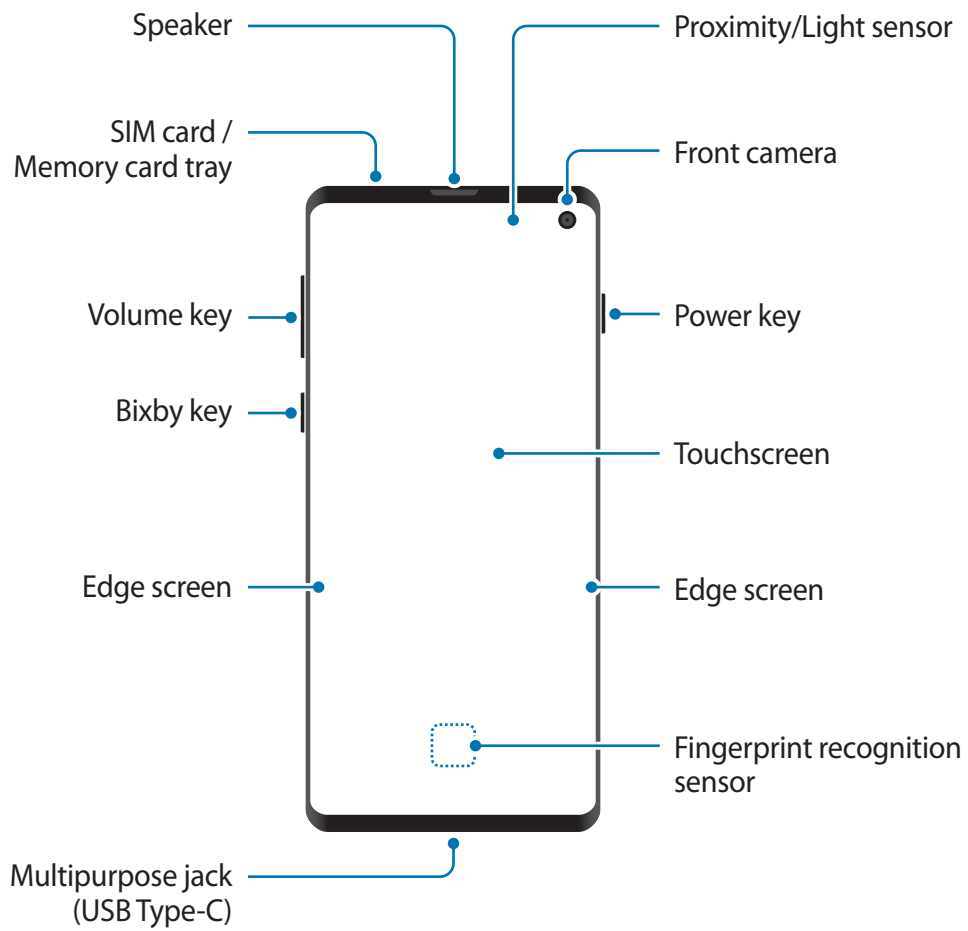 Speaker
SIM card /
Memory card tray
Volume key
Bixby key
Edge screen
Multipurpose jack
(USB Type-C)
Proximity/Light sensor
Front camera
Power key
Touchscreen
Edge screen
Fingerprint recognition
sensor